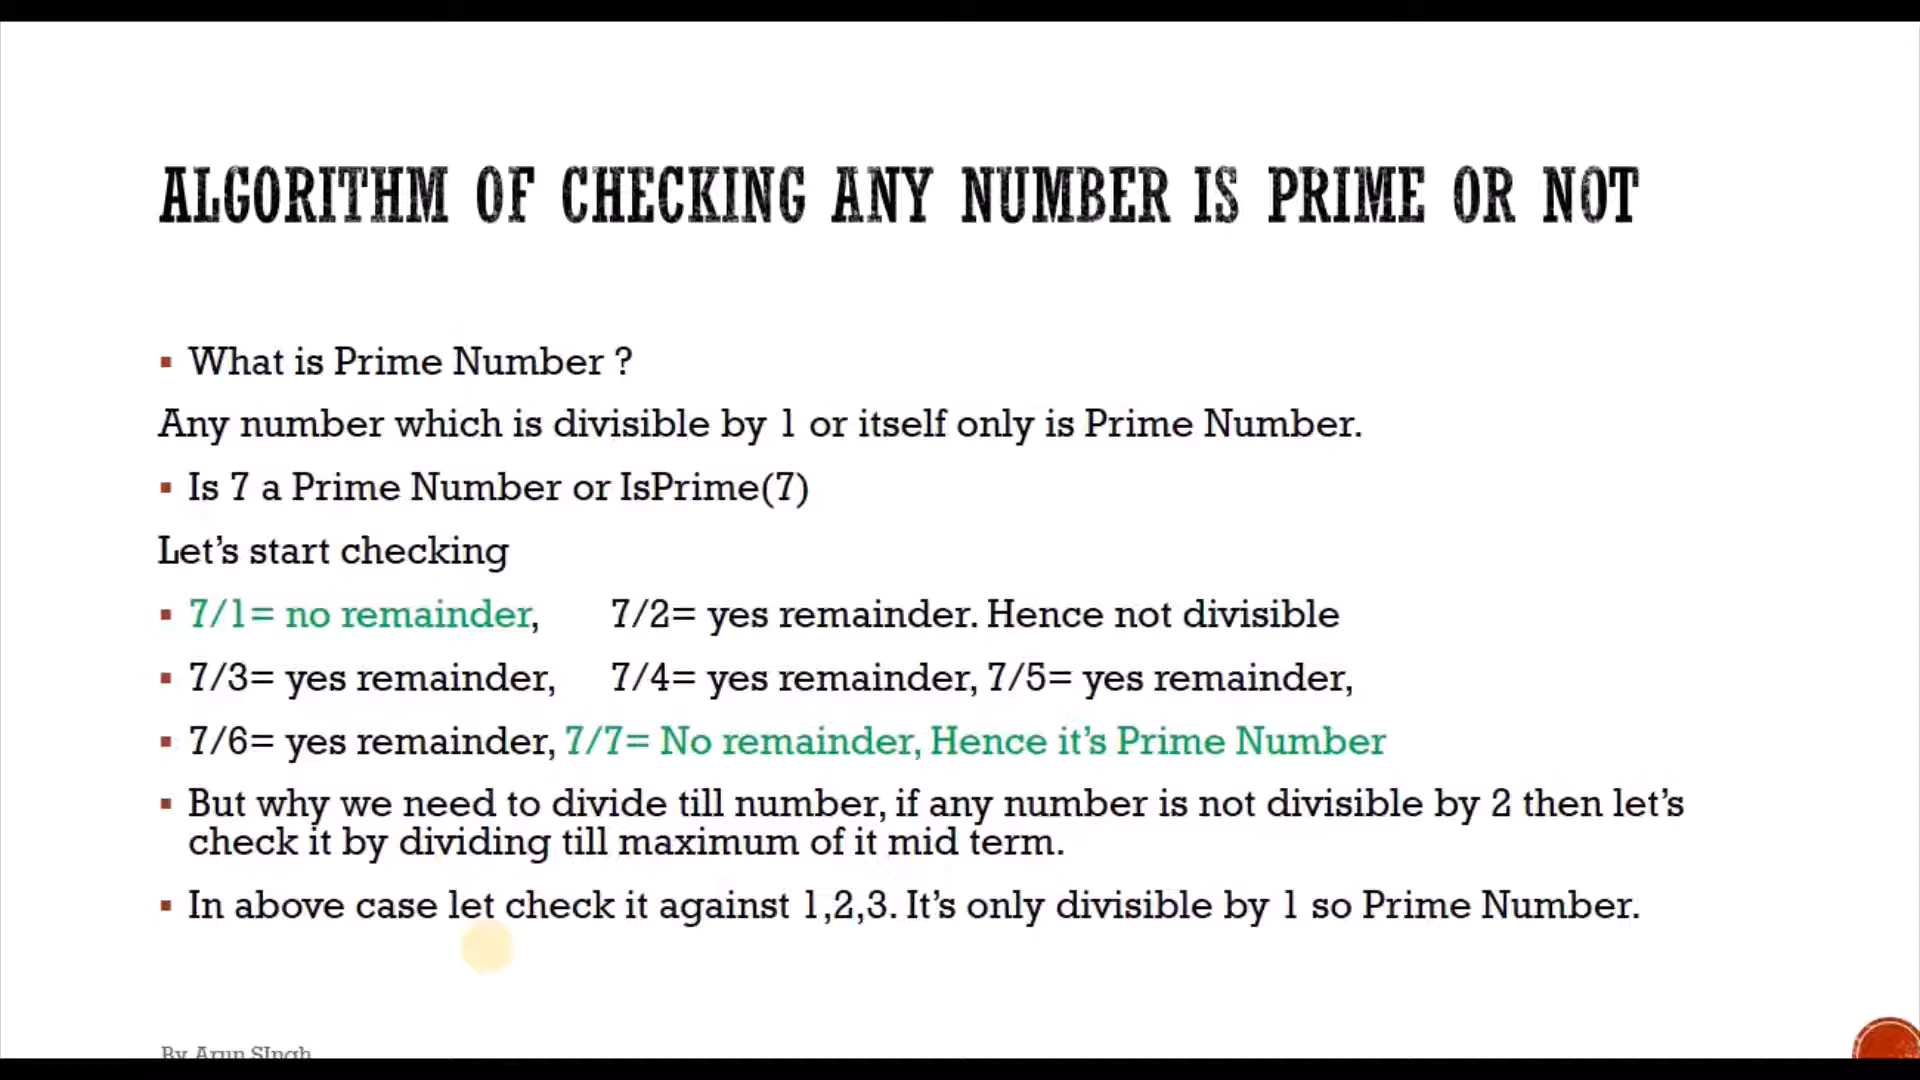 ALGORITHM OF CHECKING ANY NUMBER IS PRIME OR NOT
▪ What is Prime Number ?
Any number which is divisible by 1 or itself only is Prime Number.
▪ Is 7 a Prime Number or IsPrime(7)
Let's start checking
▪ 7/1= no remainder, 7/2= yes remainder. Hence not divisible
▪ 7/3= yes remainder, 7/4= yes remainder, 7/5= yes remainder,
▪ 7/6= yes remainder, 7/7= No remainder, Hence it's Prime Number
▪ But why we need to divide till number, if any number is not divisible by 2 then let's
check it by dividing till maximum of it mid term.
▪ In above case let check it against 1,2,3. It's only divisible by 1 so Prime Number.
By Arun SIngh